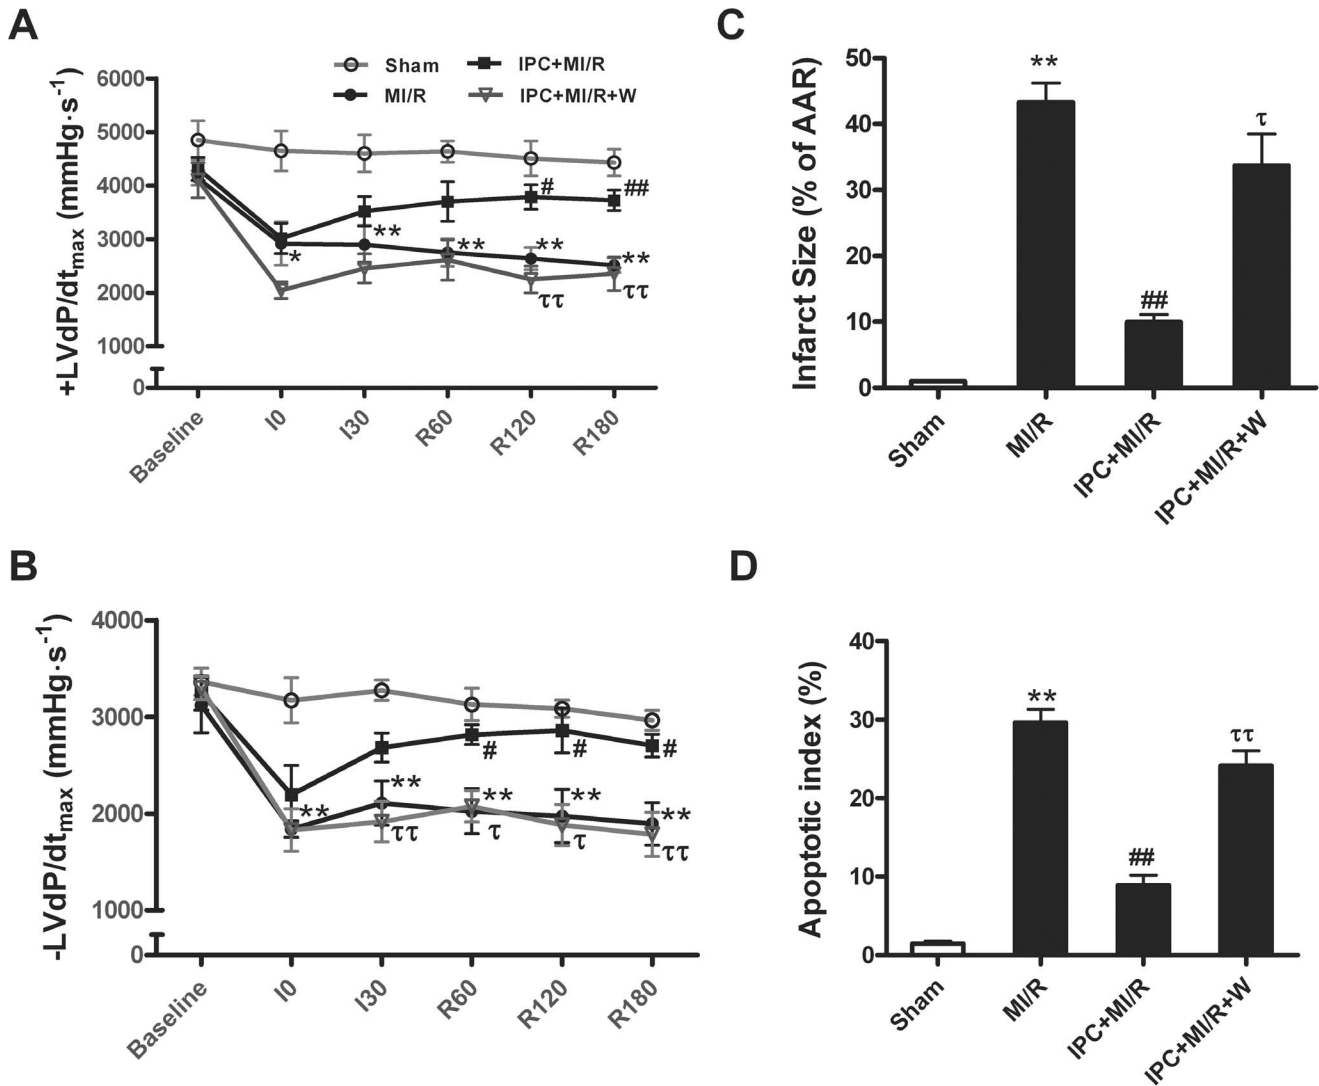 A
Sham
IPC+MI/R
MI/R
IPC+MI/R+W
+LVdP/dtmax (mmHg·s-1)
6000
5000
4000
3000
2000
1000
0
#
##
*
**
**
**
**
ττ
ττ
Baseline
I0
I30
R60
R120
R180
B
-LVdP/dtmax (mmHg·s-1)
4000
3000
2000
1000
0
#
#
#
**
**
**
**
**
ττ
τ
τ
ττ
Baseline
I0
I30
R60
R120
R180
C
Infarct Size (% of AAR)
50
40
30
20
10
0
**
##
τ
Sham
MI/R
IPC+MI/R
IPC+MI/R+W
D
Apoptotic index (%)
40
30
20
10
0
**
##
ττ
Sham
MI/R
IPC+MI/R
IPC+MI/R+W